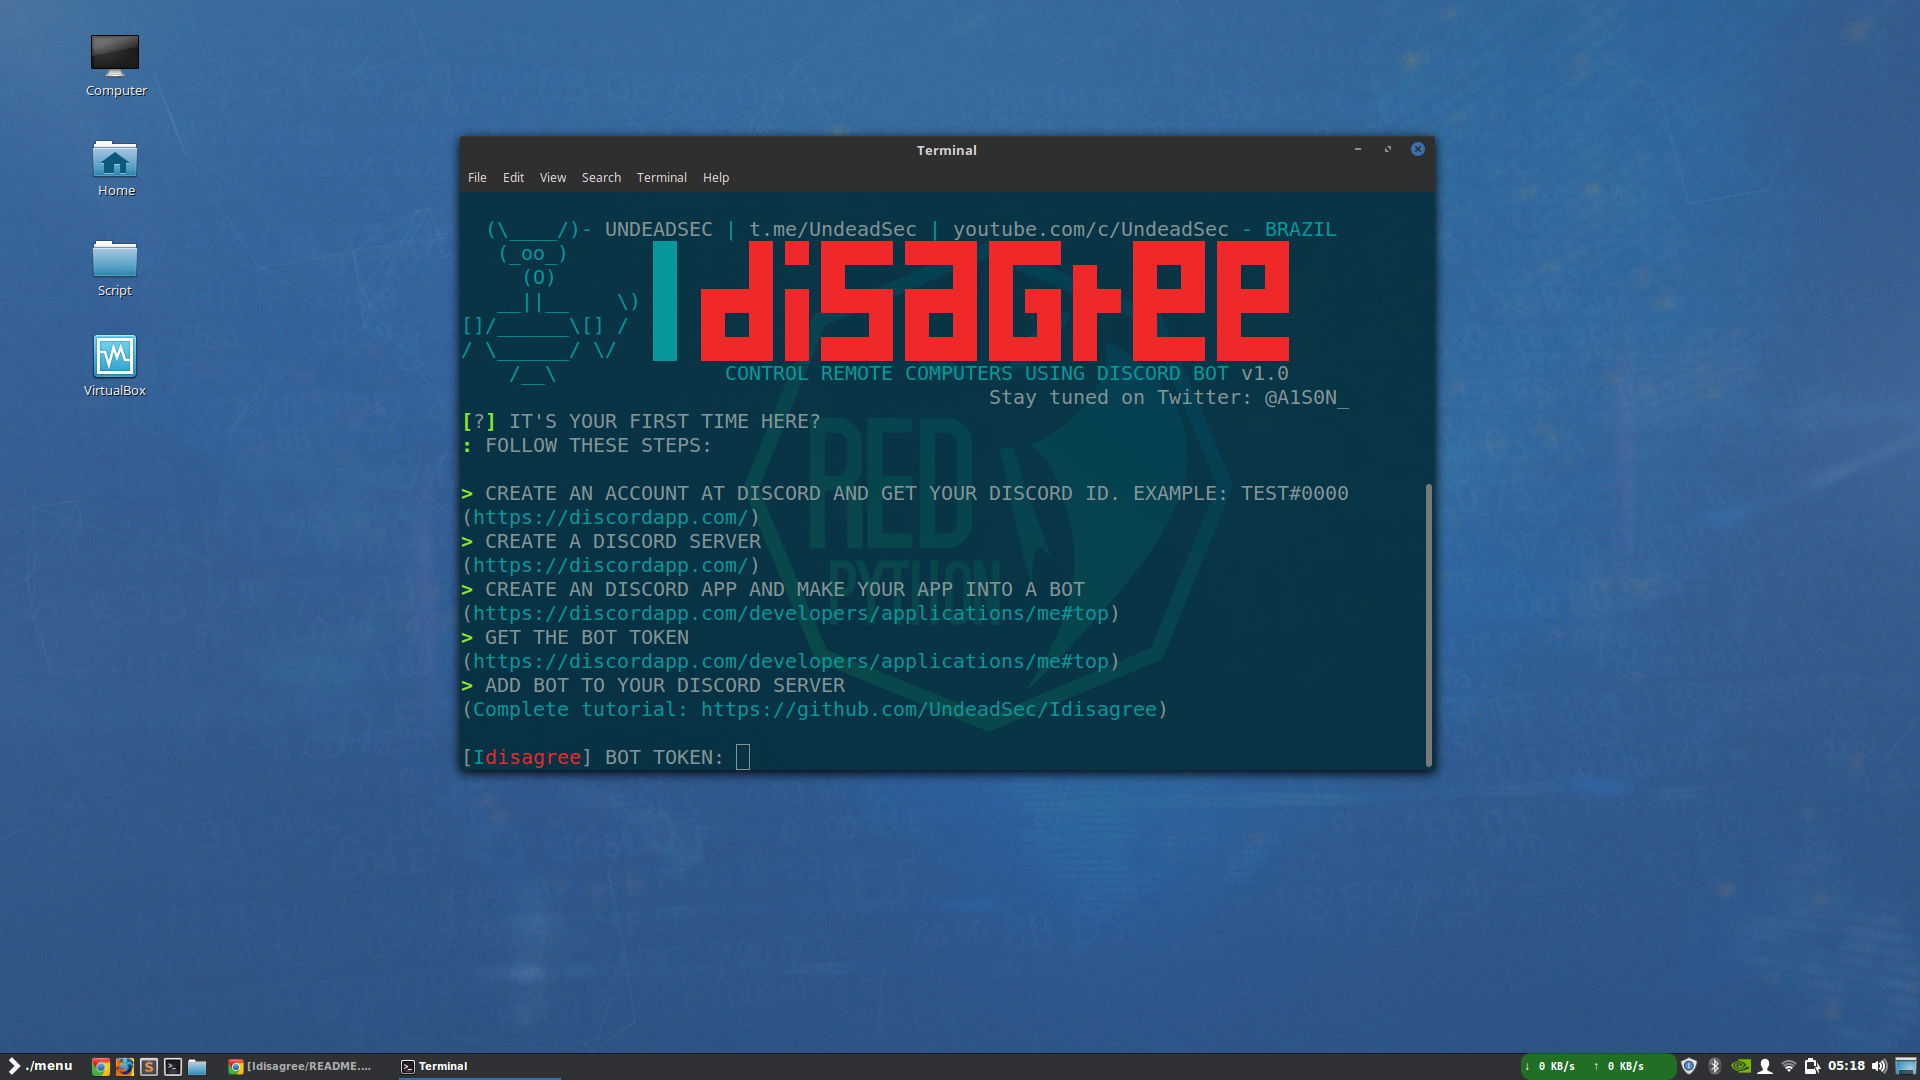 Computer
Home
Script
VirtualBox
Terminal
File Edit View Search Terminal Help
(\____/)- UNDEADSEC | t.me/UndeadSec | youtube.com/c/UndeadSec - BRAZIL
(_oo_)
(O)
__||__ \)
[]/______\[] /
/ \______/ \/
/__\
IdisaGree
CONTROL REMOTE COMPUTERS USING DISCORD BOT v1.0
Stay tuned on Twitter: @A1S0N_
[?] IT'S YOUR FIRST TIME HERE?
: FOLLOW THESE STEPS:
> CREATE AN ACCOUNT AT DISCORD AND GET YOUR DISCORD ID. EXAMPLE: TEST#0000
(https://discordapp.com/)
> CREATE A DISCORD SERVER
(https://discordapp.com/)
> CREATE AN DISCORD APP AND MAKE YOUR APP INTO A BOT
(https://discordapp.com/developers/applications/me#top)
> GET THE BOT TOKEN
(https://discordapp.com/developers/applications/me#top)
> ADD BOT TO YOUR DISCORD SERVER
(Complete tutorial: https://github.com/UndeadSec/Idisagree)
[Idisagree] BOT TOKEN:
RED
PYTHON
./menu
[Idisagree/README....
Terminal
↓ 0 KB/s ↑ 0 KB/s
05:18